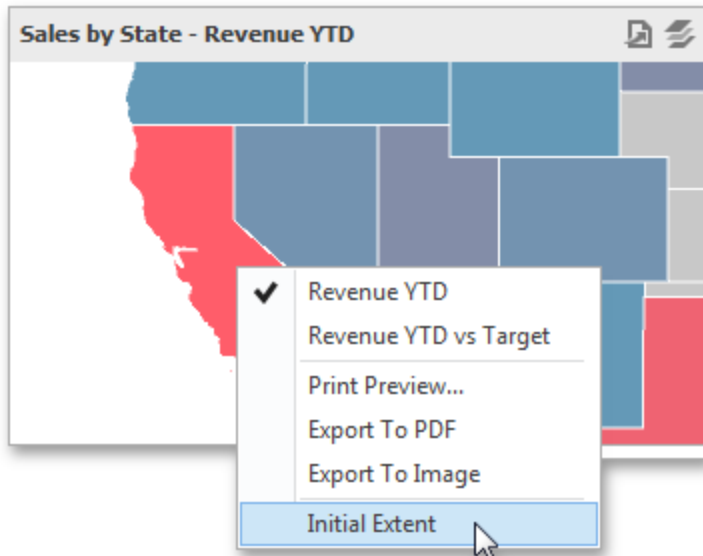 Sales by State - Revenue YTD
Revenue YTD
Revenue YTD vs Target
Print Preview...
Export To PDF
Export To Image
Initial Extent